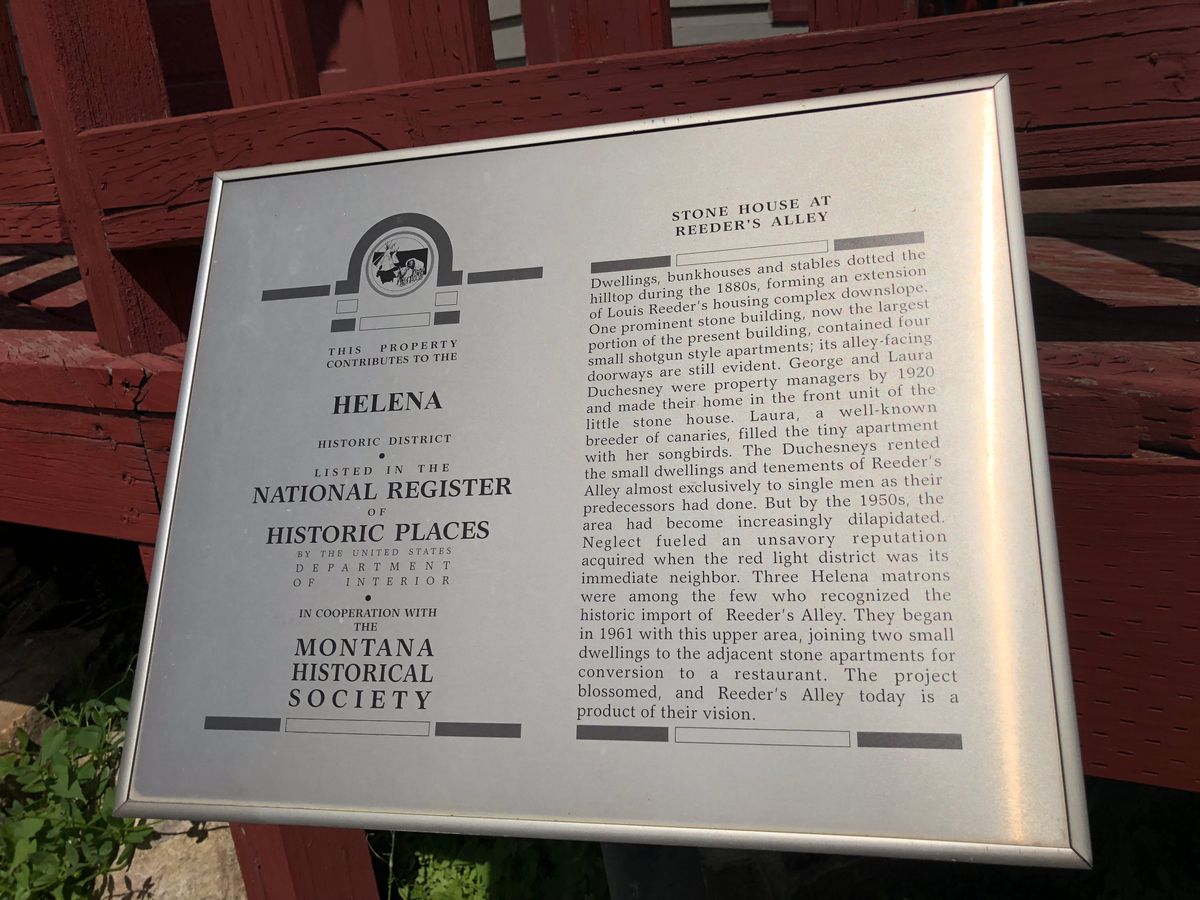 THIS PROPERTY
CONTRIBUTES TO THE
HELENA
HISTORIC DISTRICT
•
LISTED IN THE
NATIONAL REGISTER
OF
HISTORIC PLACES
BY THE UNITED STATES
DEPARTMENT
OF INTERIOR
•
IN COOPERATION WITH
THE
MONTANA
HISTORICAL
SOCIETY
STONE HOUSE AT
REEDER'S ALLEY
Dwellings, bunkhouses and stables dotted the
hilltop during the 1880s, forming an extension
of Louis Reeder's housing complex downslope.
One prominent stone building, now the largest
portion of the present building, contained four
small shotgun style apartments; its alley-facing
doorways are still evident. George and Laura
Duchesney were property managers by 1920
and made their home in the front unit of the
little stone house. Laura, a well-known
breeder of canaries, filled the tiny apartment
with her songbirds. The Duchesneys rented
the small dwellings and tenements of Reeder's
Alley almost exclusively to single men as their
predecessors had done. But by the 1950s, the
area had become increasingly dilapidated.
Neglect fueled an unsavory reputation
acquired when the red light district was its
immediate neighbor. Three Helena matrons
were among the few who recognized the
historic import of Reeder's Alley. They began
in 1961 with this upper area, joining two small
dwellings to the adjacent stone apartments for
conversion to a restaurant. The project
blossomed, and Reeder's Alley today is a
product of their vision.